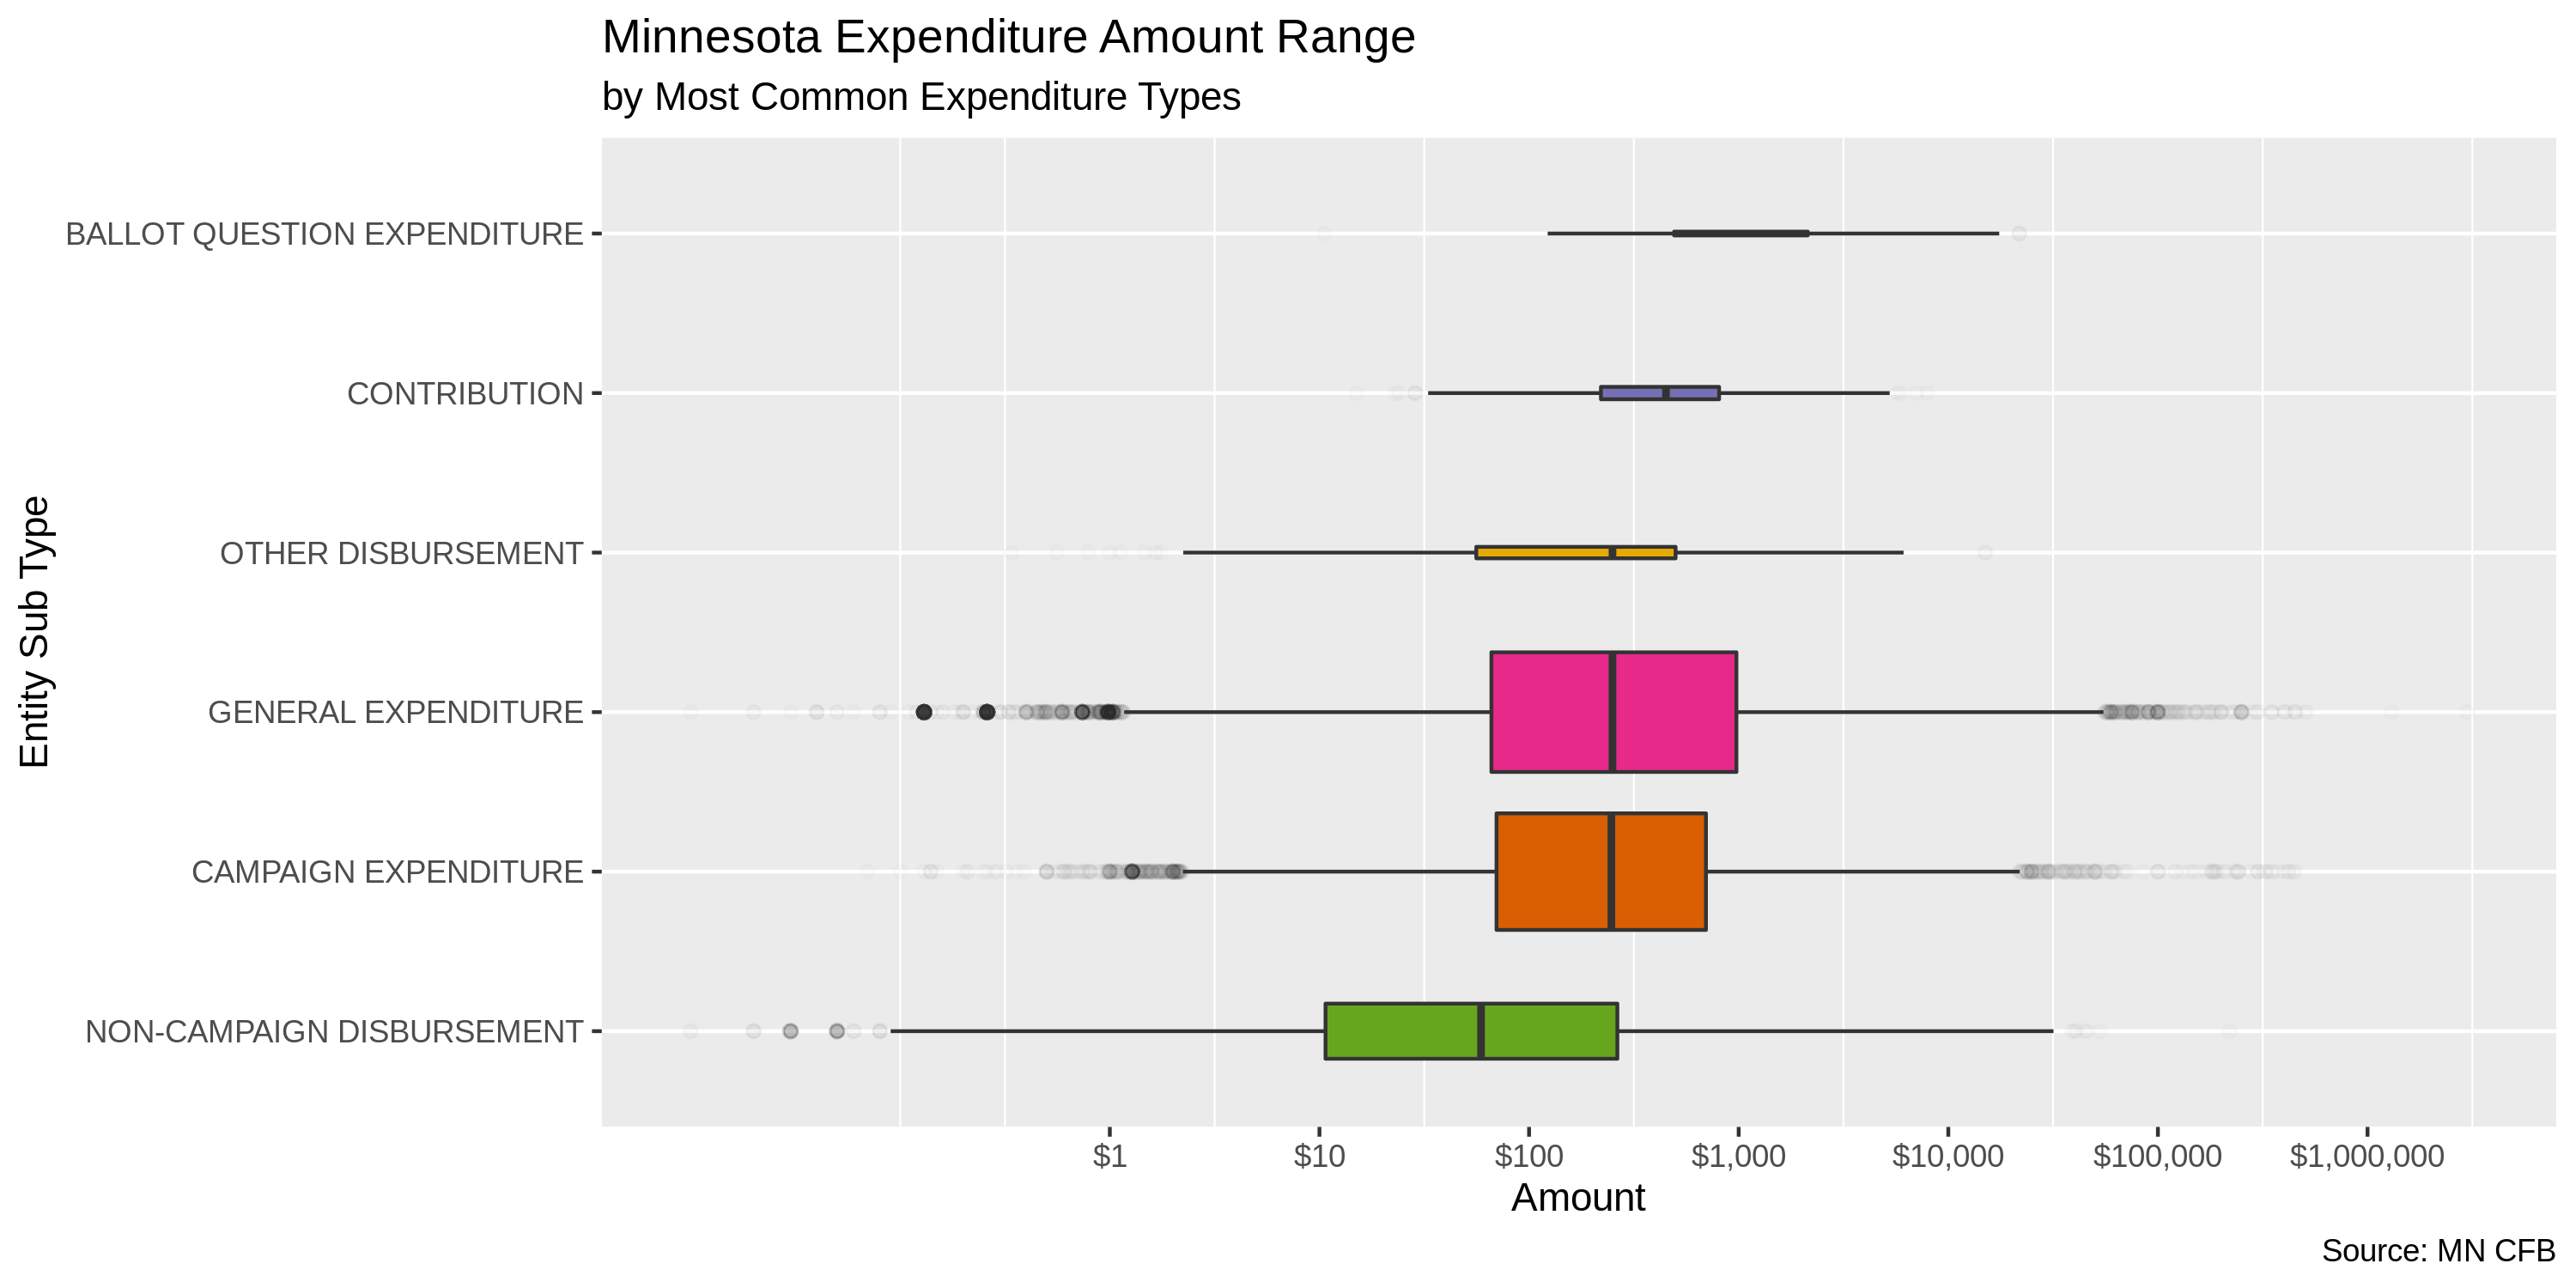 Minnesota Expenditure Amount Range
by Most Common Expenditure Types
BALLOT QUESTION EXPENDITURE
CONTRIBUTION
OTHER DISBURSEMENT
GENERAL EXPENDITURE
CAMPAIGN EXPENDITURE
NON-CAMPAIGN DISBURSEMENT
Entity Sub Type
$1 $10 $100 $1,000 $10,000 $100,000 $1,000,000
Amount
Source: MN CFB